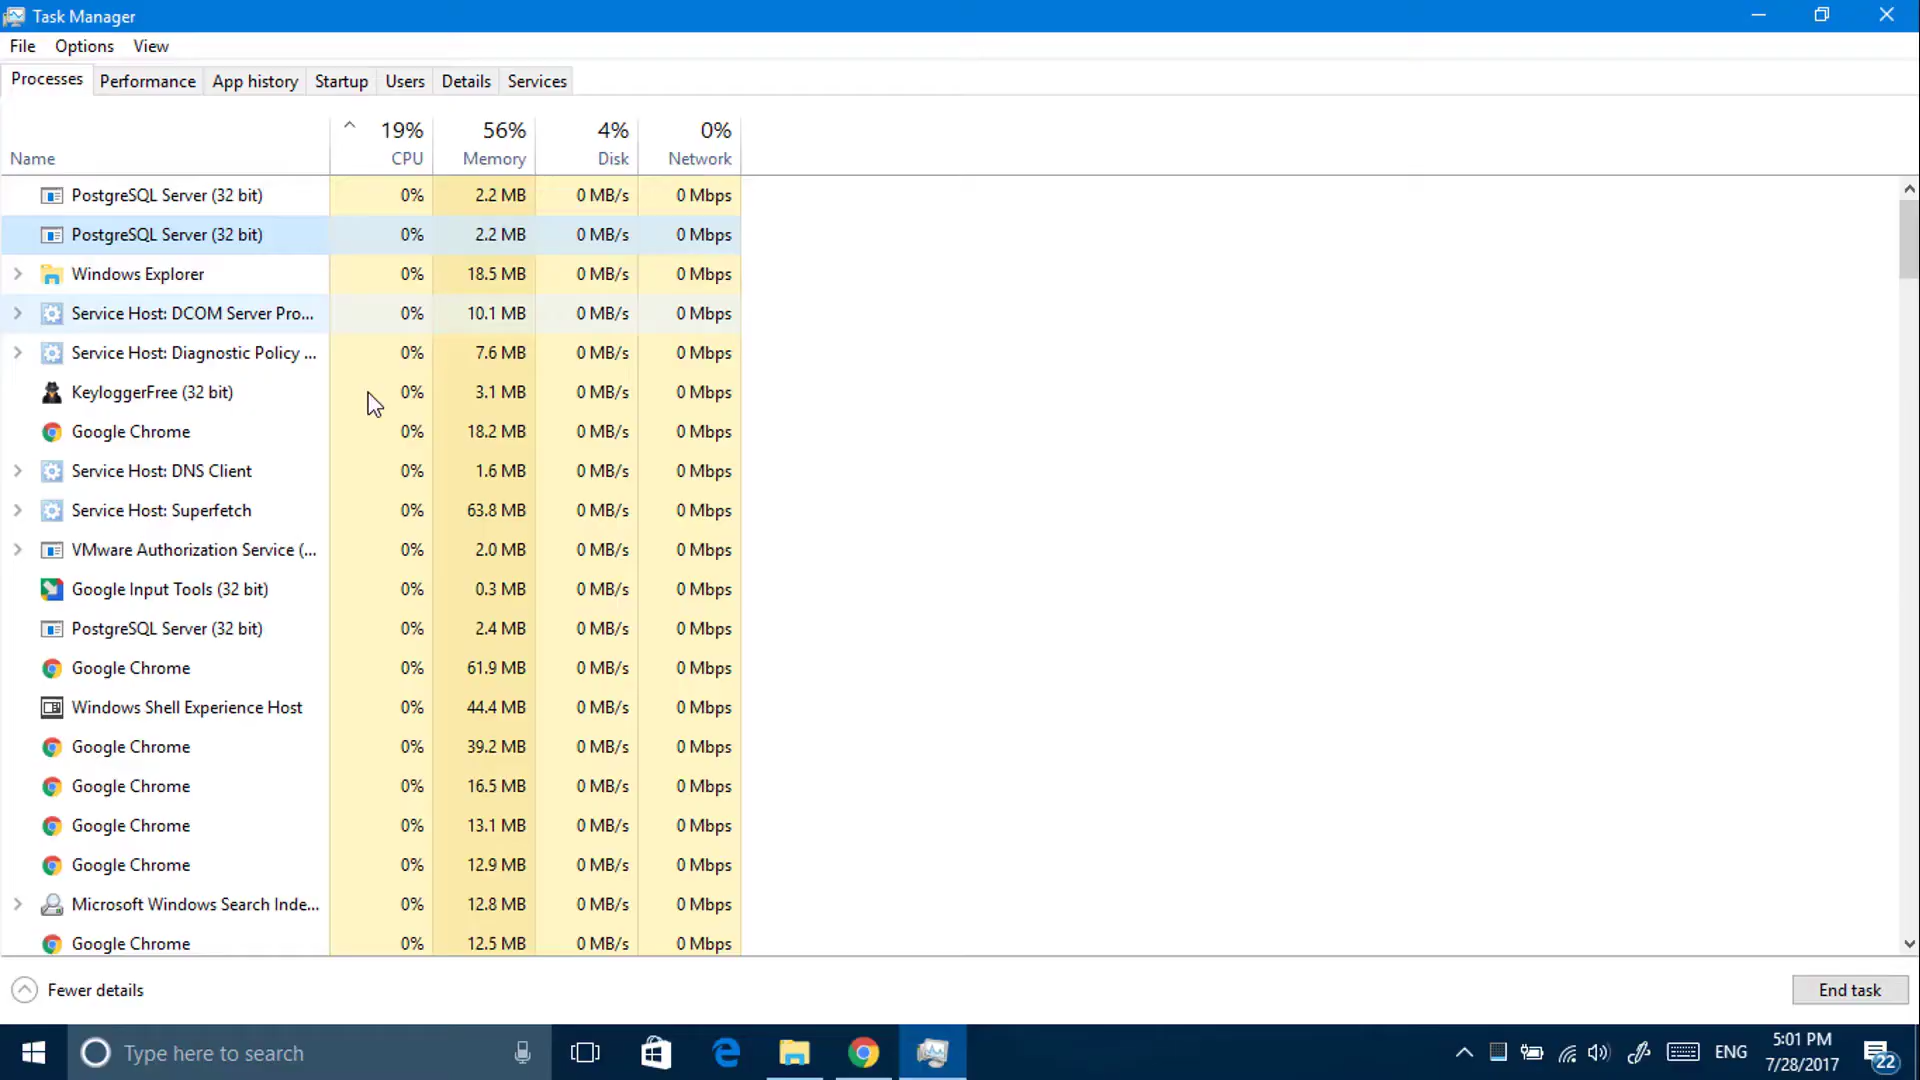 Task Manager
File Options View
Processes Performance App history Startup Users Details Services
19% 56% 4% 0%
Name CPU Memory Disk Network
PostgreSQL Server (32 bit) 0% 2.2 MB 0 MB/s 0 Mbps
PostgreSQL Server (32 bit) 0% 2.2 MB 0 MB/s 0 Mbps
Windows Explorer 0% 18.5 MB 0 MB/s 0 Mbps
Service Host: DCOM Server Pro... 0% 10.1 MB 0 MB/s 0 Mbps
Service Host: Diagnostic Policy ... 0% 7.6 MB 0 MB/s 0 Mbps
KeyloggerFree (32 bit) 0% 3.1 MB 0 MB/s 0 Mbps
Google Chrome 0% 18.2 MB 0 MB/s 0 Mbps
Service Host: DNS Client 0% 1.6 MB 0 MB/s 0 Mbps
Service Host: Superfetch 0% 63.8 MB 0 MB/s 0 Mbps
VMware Authorization Service (... 0% 2.0 MB 0 MB/s 0 Mbps
Google Input Tools (32 bit) 0% 0.3 MB 0 MB/s 0 Mbps
PostgreSQL Server (32 bit) 0% 2.4 MB 0 MB/s 0 Mbps
Google Chrome 0% 61.9 MB 0 MB/s 0 Mbps
Windows Shell Experience Host 0% 44.4 MB 0 MB/s 0 Mbps
Google Chrome 0% 39.2 MB 0 MB/s 0 Mbps
Google Chrome 0% 16.5 MB 0 MB/s 0 Mbps
Google Chrome 0% 13.1 MB 0 MB/s 0 Mbps
Google Chrome 0% 12.9 MB 0 MB/s 0 Mbps
Microsoft Windows Search Inde... 0% 12.8 MB 0 MB/s 0 Mbps
Google Chrome 0% 12.5 MB 0 MB/s 0 Mbps
Fewer details End task
Type here to search ENG 5:01 PM
7/28/2017 22